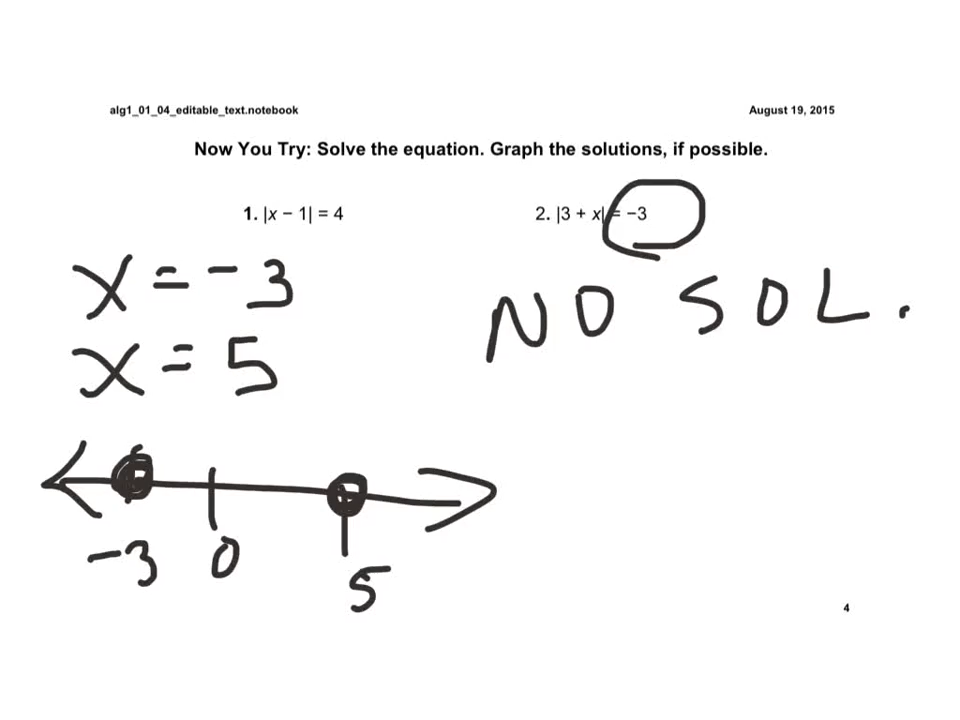 alg1_01_04_editable_text.notebook August 19, 2015
Now You Try: Solve the equation. Graph the solutions, if possible.
1. |x − 1| = 4
2. |3 + x| = −3
x = - 3
x = 5
NO SOL.
-3 0 5
4